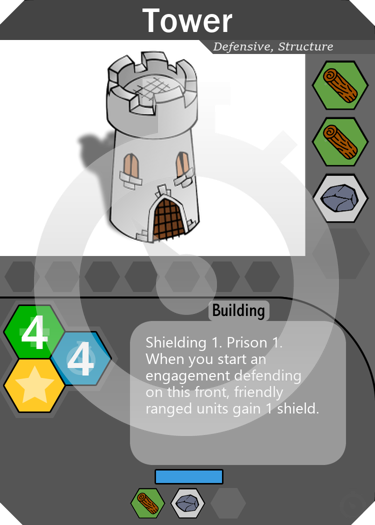 Tower
Defensive, Structure
Building
4
4
Shielding 1. Prison 1.
When you start an
engagement defending
on this front, friendly
ranged units gain 1 shield.